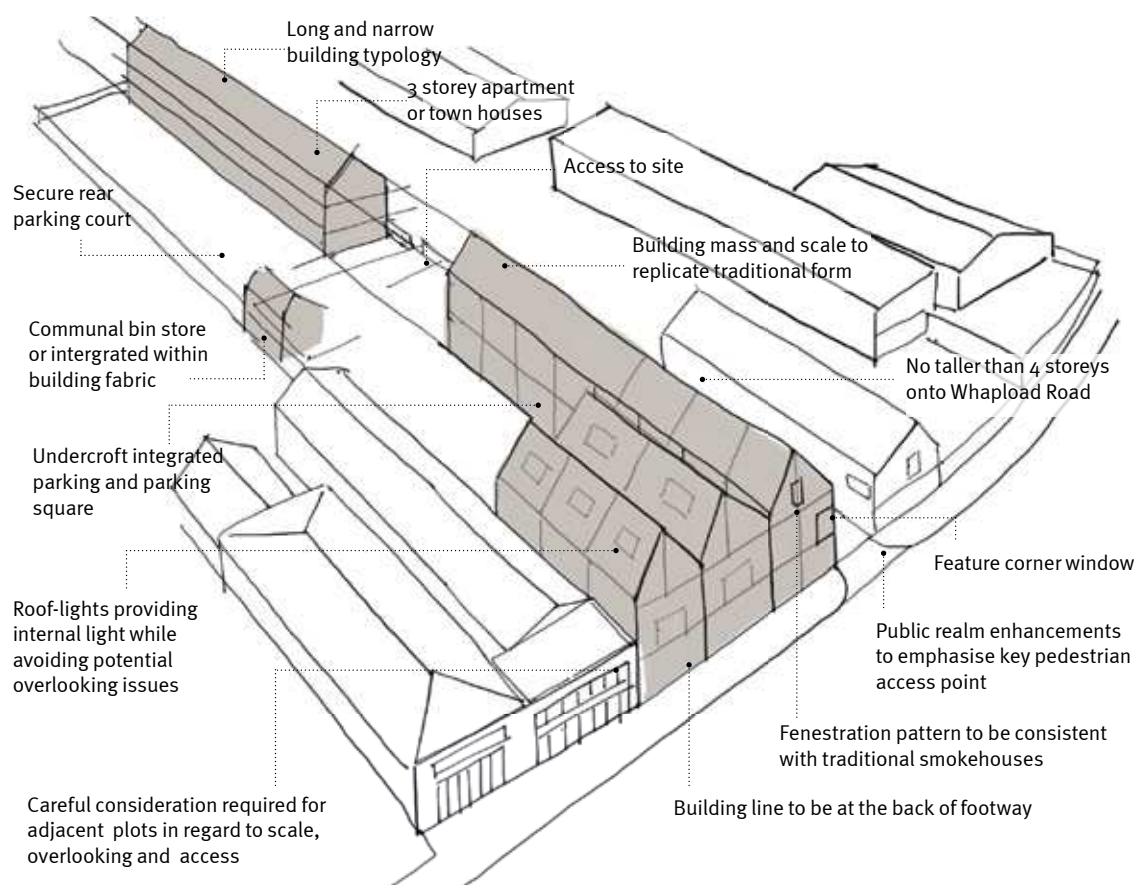 Long and narrow
building typology
3 storey apartment
or town houses
Access to site
Secure rear
parking court
Building mass and scale to
replicate traditional form
Communal bin store
or intergrated within
building fabric
No taller than 4 storeys
onto Whapload Road
Undercroft integrated
parking and parking
square
Feature corner window
Roof-lights providing
internal light while
avoiding potential
overlooking issues
Public realm enhancements
to emphasise key pedestrian
access point
Fenestration pattern to be consistent
with traditional smokehouses
Careful consideration required for
adjacent plots in regard to scale,
overlooking and access
Building line to be at the back of footway